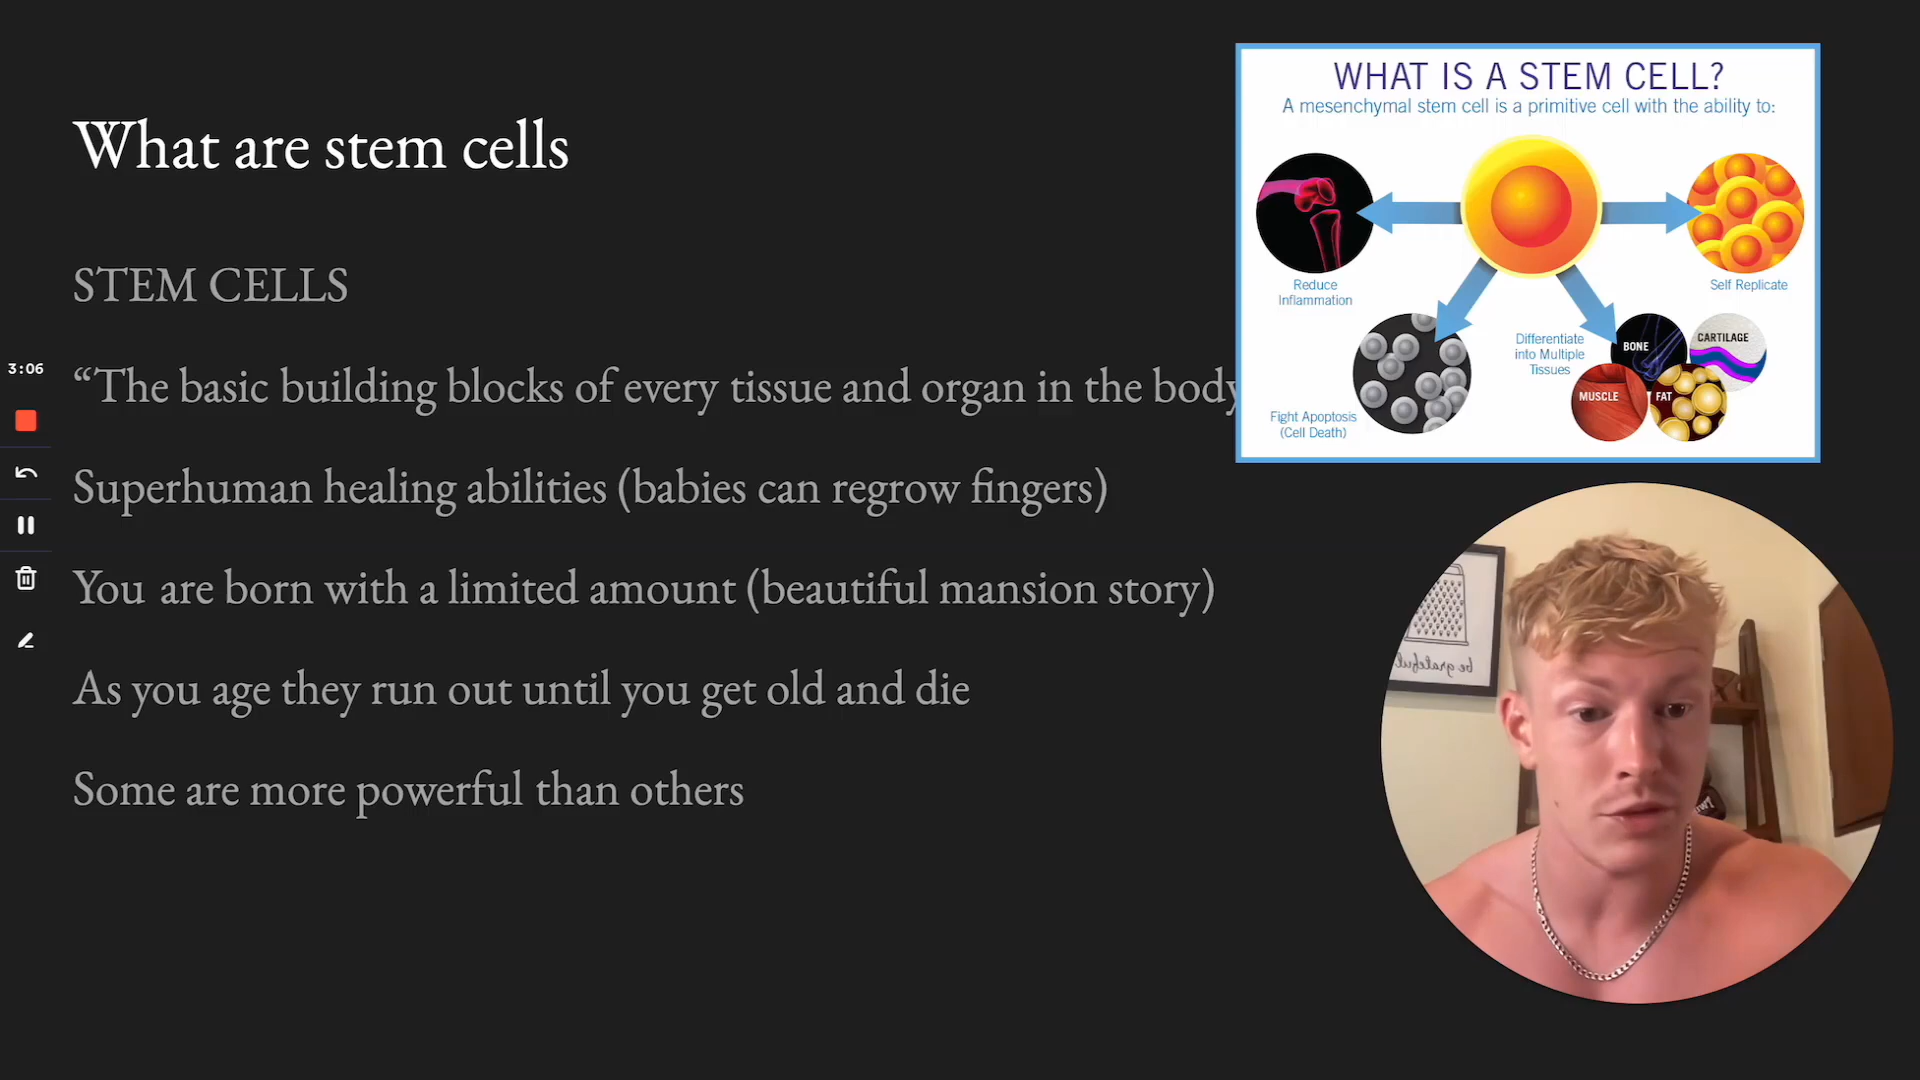 What are stem cells
STEM CELLS
“The basic building blocks of every tissue and organ in the body
Superhuman healing abilities (babies can regrow fingers)
You are born with a limited amount (beautiful mansion story)
As you age they run out until you get old and die
Some are more powerful than others
3:06
WHAT IS A STEM CELL?
A mesenchymal stem cell is a primitive cell with the ability to:
Reduce
Inflammation
Self Replicate
Fight Apoptosis
(Cell Death)
Differentiate
into Multiple
Tissues
BONE
CARTILAGE
MUSCLE
FAT
be grateful